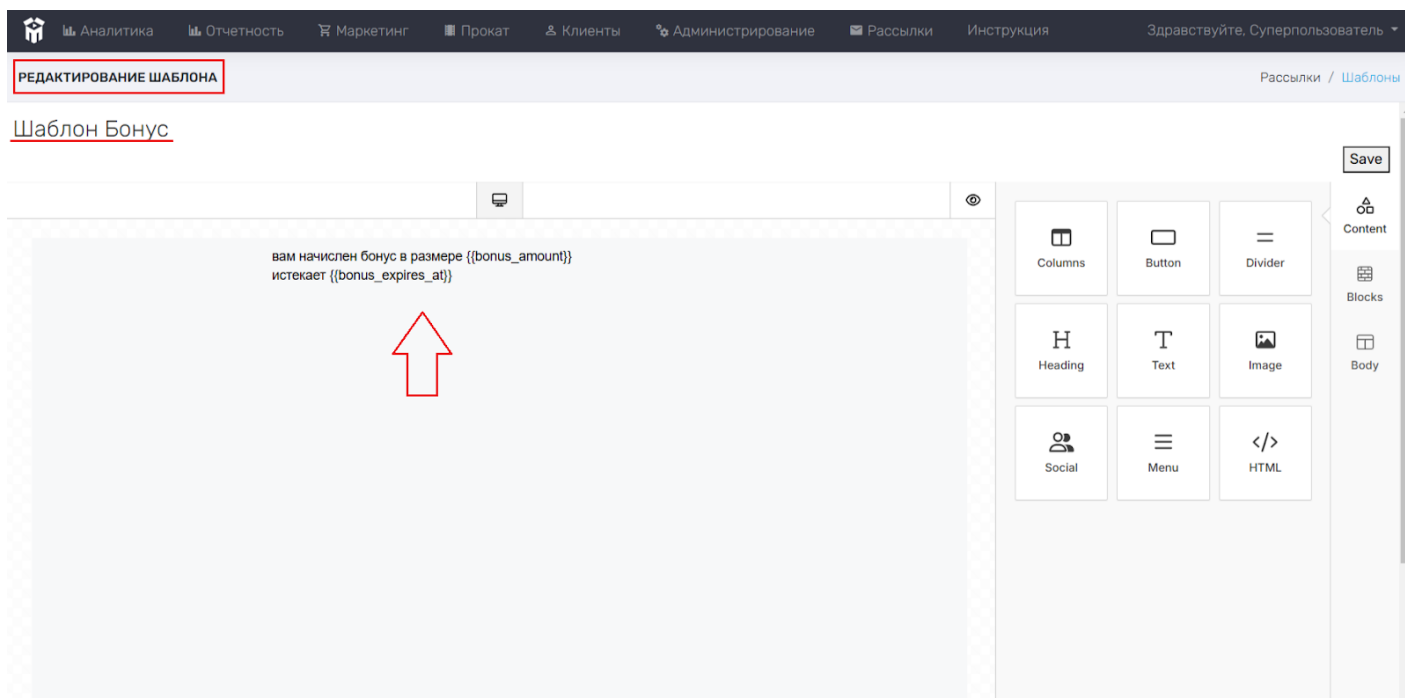 Аналитика Отчетность Маркетинг Прокат Клиенты Администрирование Рассылки Инструкция Здравствуйте, Суперпользователь
РЕДАКТИРОВАНИЕ ШАБЛОНА Рассылки / Шаблоны
Шаблон Бонус
Save
вам начислен бонус в размере {{bonus_amount}}
истекает {{bonus_expires_at}}
Columns Button Divider
Heading Text Image
Social Menu HTML
Content
Blocks
Body